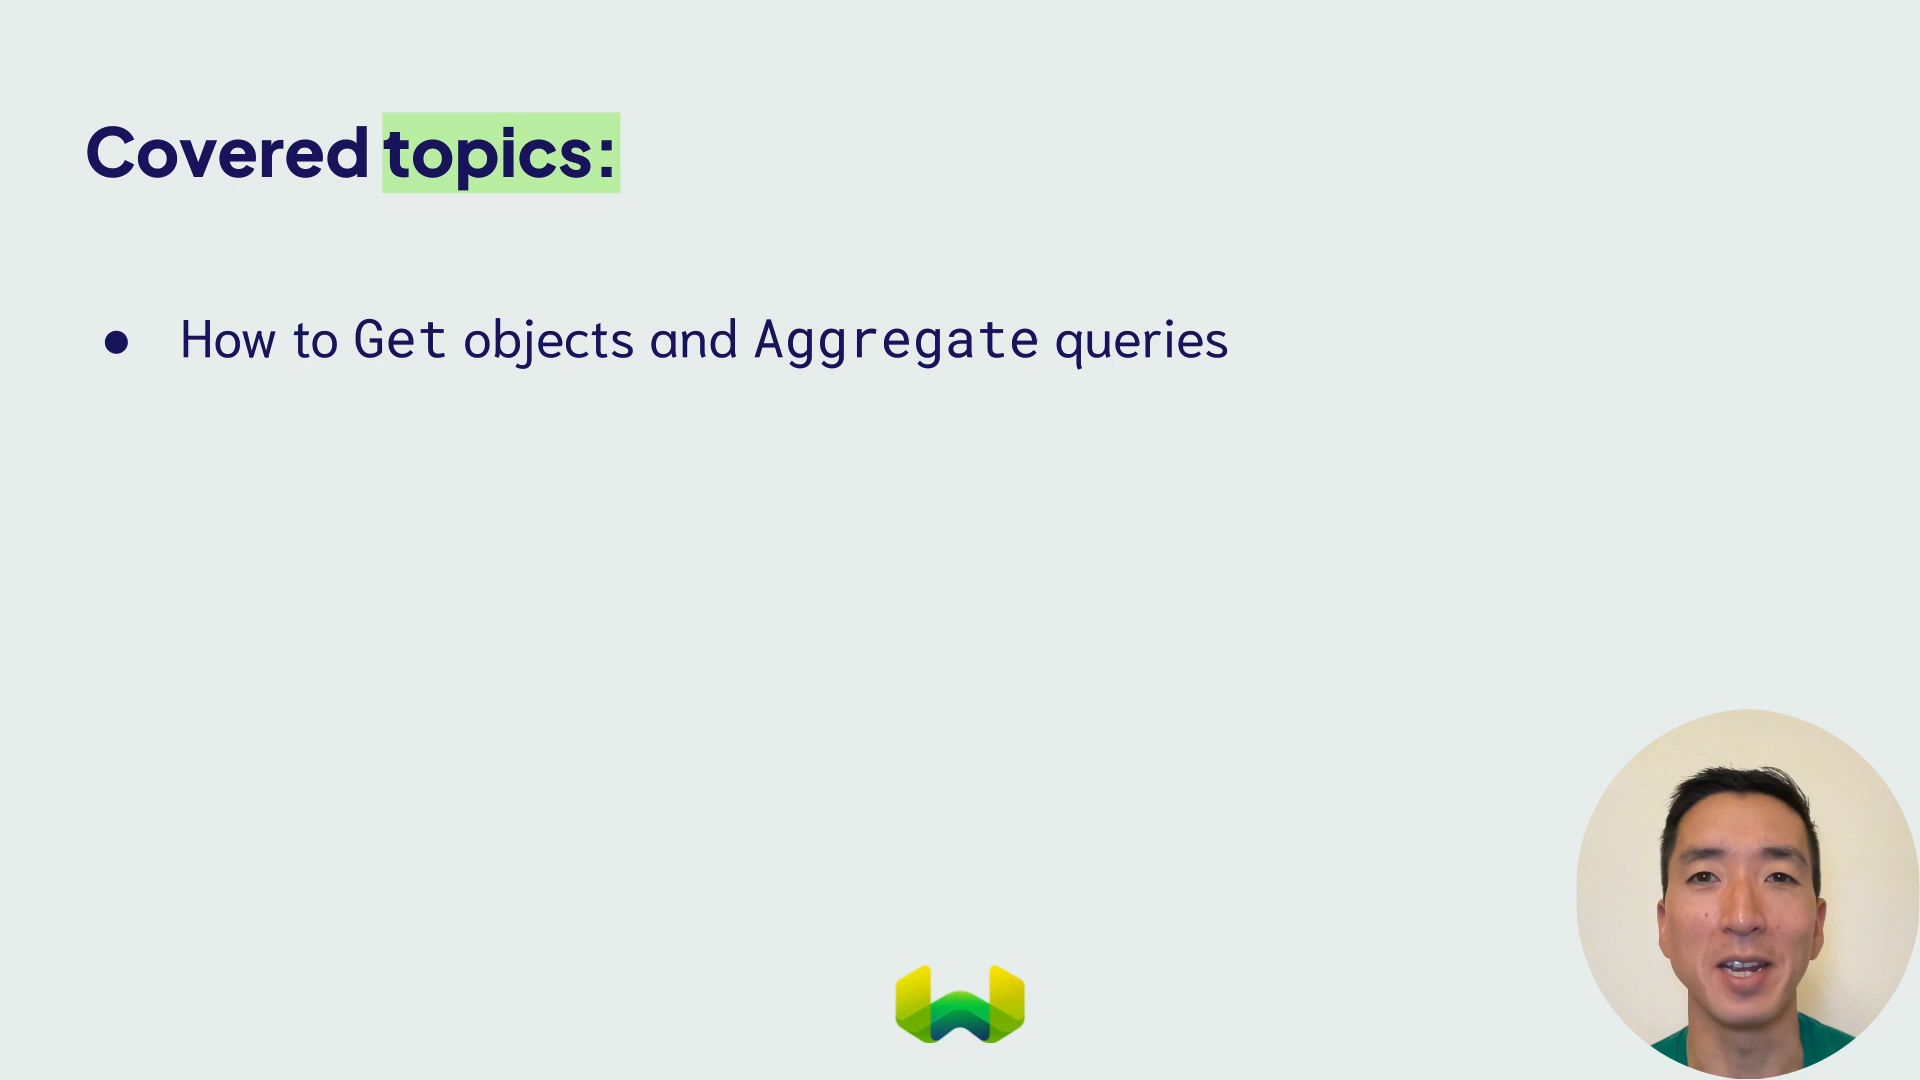 Covered topics:
● How to Get objects and Aggregate queries